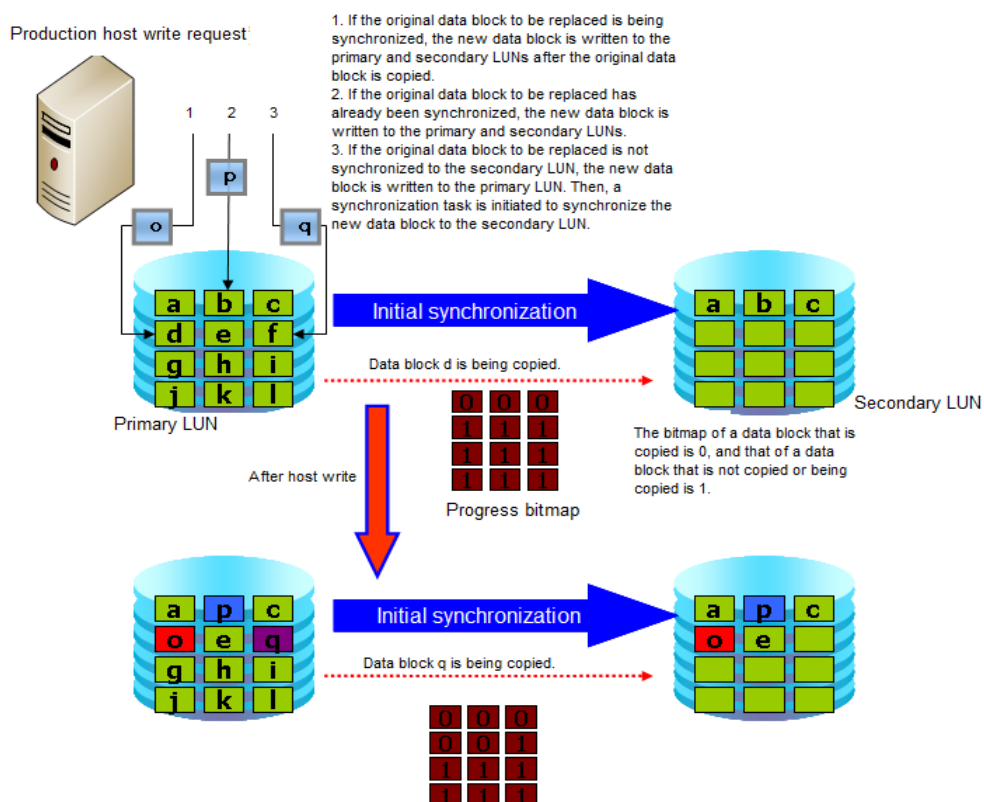 Production host write request
1. If the original data block to be replaced is being
synchronized, the new data block is written to the
primary and secondary LUNs after the original data
block is copied.
2. If the original data block to be replaced has
already been synchronized, the new data block is
written to the primary and secondary LUNs.
3. If the original data block to be replaced is not
synchronized to the secondary LUN, the new data
block is written to the primary LUN. Then, a
synchronization task is initiated to synchronize the
new data block to the secondary LUN.
1 2 3
p
o q
a b c
d e f
g h i
j k l
Primary LUN
Initial synchronization
Data block d is being copied.
0 0 0
1 1 1
1 1 1
1 1 1
Progress bitmap
a b c
Secondary LUN
The bitmap of a data block that is
copied is 0, and that of a data
block that is not copied or being
copied is 1.
After host write
a p c
o e q
g h i
j k l
Initial synchronization
Data block q is being copied.
a p c
o e
0 0 0
0 0 1
1 1 1
1 1 1